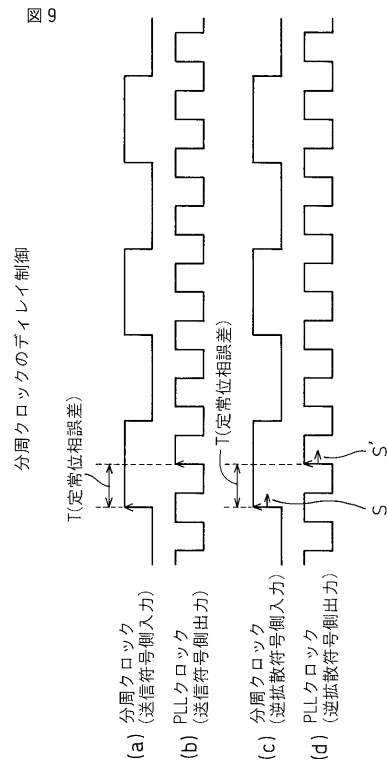 図9
分周クロックのディレイ制御
T(定常位相誤差)
(a) 分周クロック
(送信符号側入力)
(b) PLLクロック
(送信符号側出力)
T(定常位相誤差)
(c) 分周クロック
(逆拡散符号側入力)
S
(d) PLLクロック
(逆拡散符号側出力)
S'